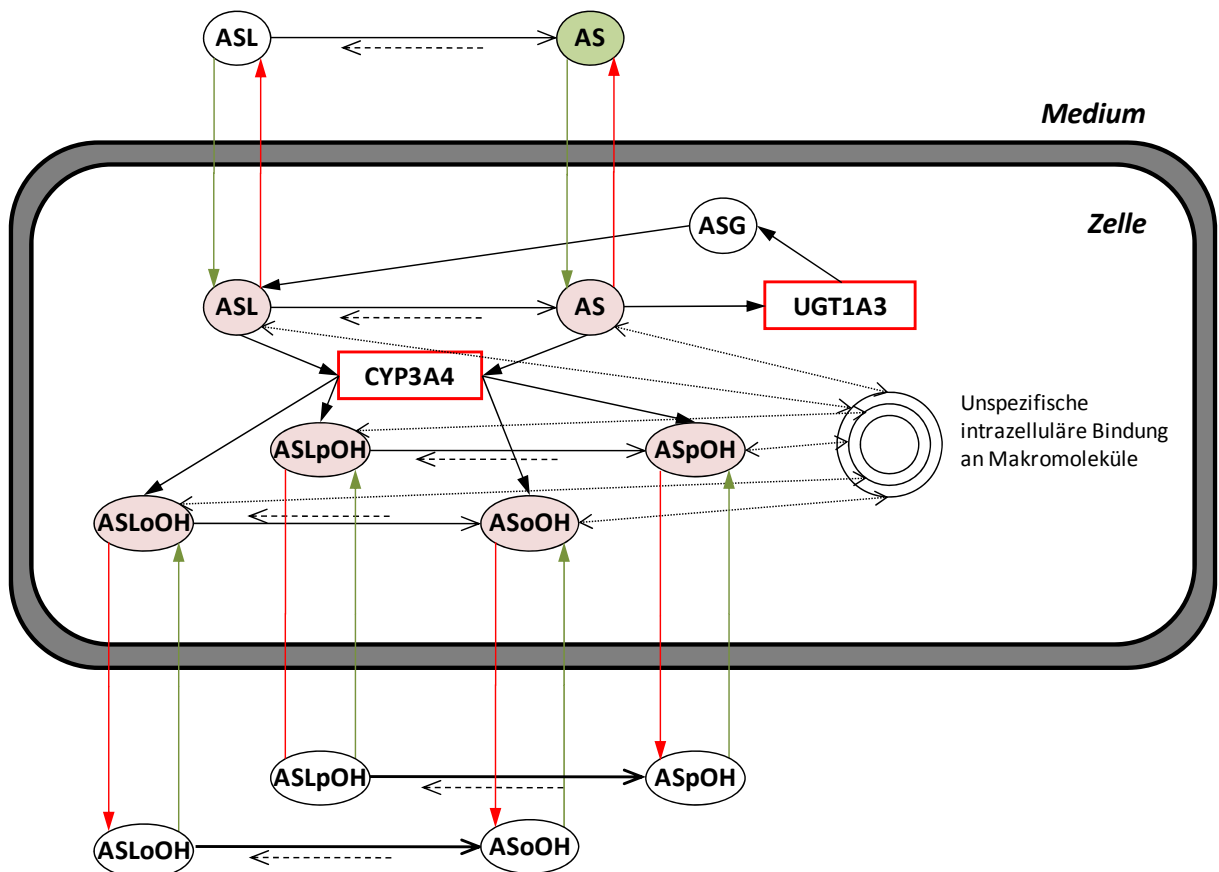 ASL
AS
Medium
Zelle
ASG
ASL
AS
UGT1A3
CYP3A4
Unspezifische
intrazelluläre Bindung
an Makromoleküle
ASLpOH
ASpOH
ASLoOH
ASoOH
ASLpOH
ASpOH
ASLoOH
ASoOH